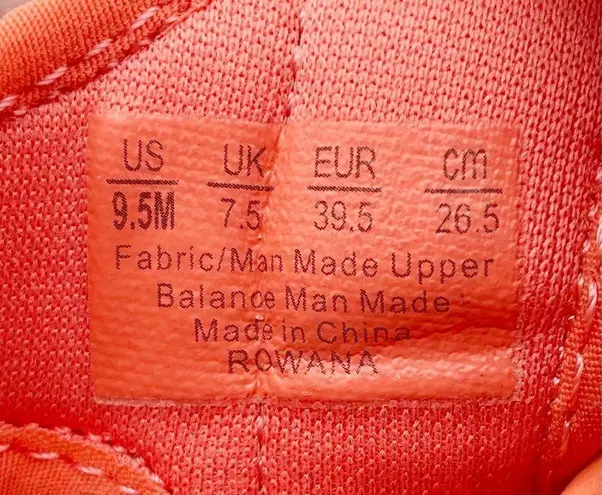 US UK EUR cm
9.5M 7.5 39.5 26.5
Fabric/Man Made Upper
Balance Man Made
Made in China
ROWANA